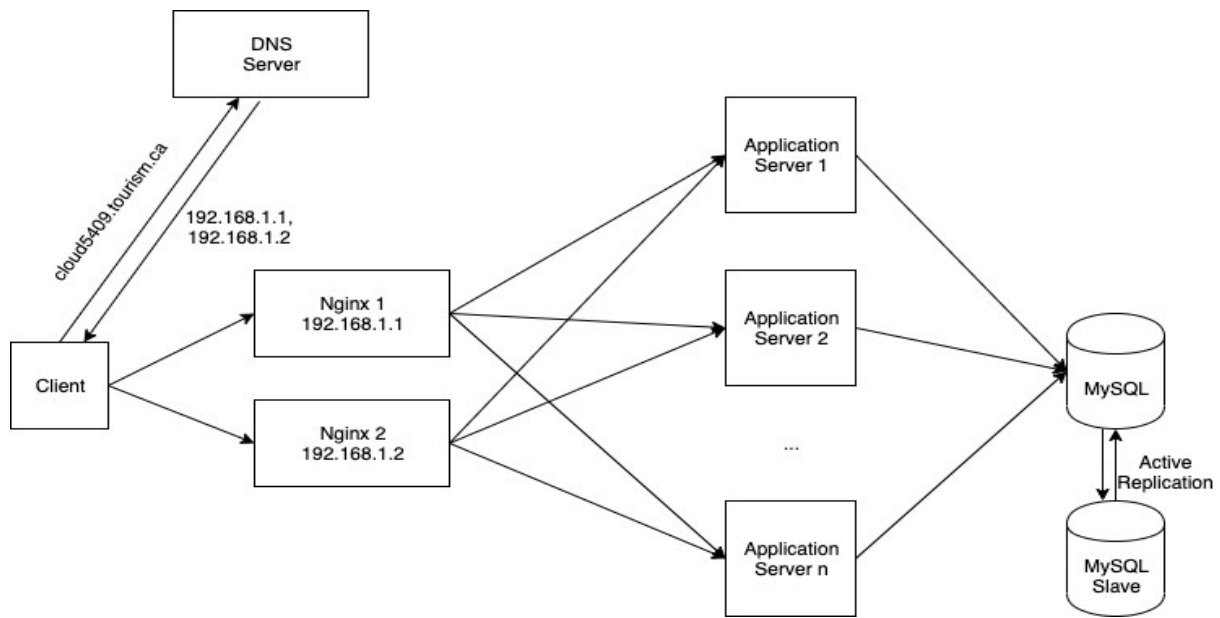 DNS
Server
cloud5409.tourism.ca
192.168.1.1,
192.168.1.2
Client
Nginx 1
192.168.1.1
Nginx 2
192.168.1.2
Application
Server 1
Application
Server 2
...
Application
Server n
MySQL
Active
Replication
MySQL
Slave